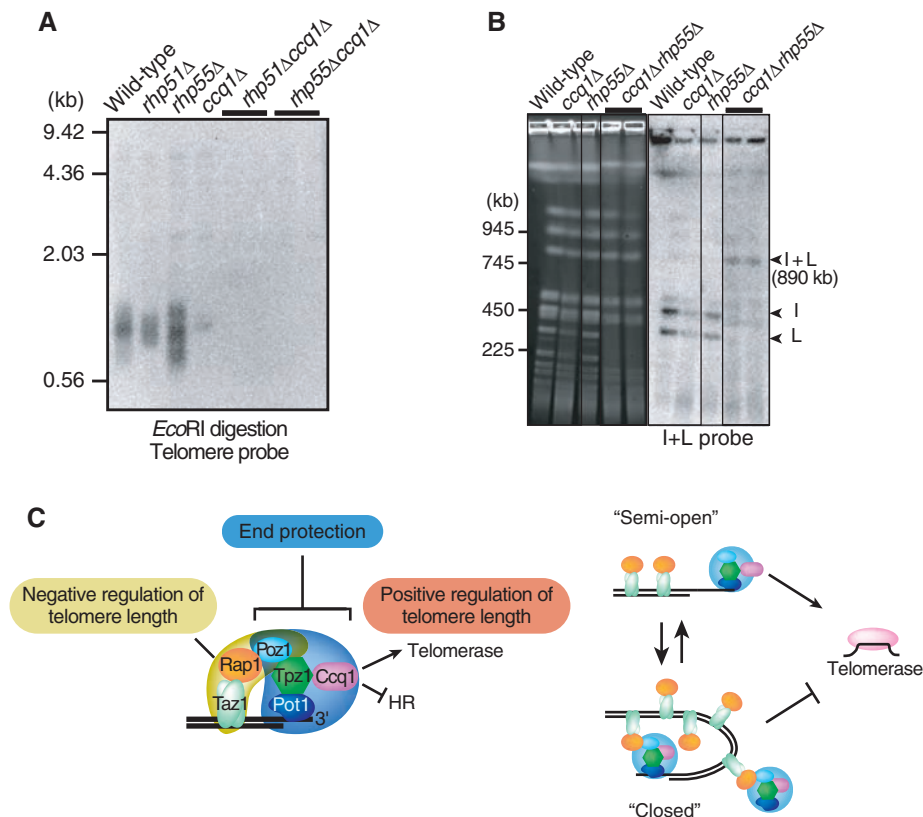 A
Wild-type
rhp51Δ
rhp55Δ
ccq1Δ
rhp51Δccq1Δ
rhp55Δccq1Δ
(kb)
9.42
4.36
2.03
0.56
EcoRI digestion
Telomere probe
B
Wild-type
ccq1Δ
rhp55Δ
ccq1Δrhp55Δ
Wild-type
ccq1Δ
rhp55Δ
ccq1Δrhp55Δ
(kb)
945
745
450
225
I+L
(890 kb)
I
L
I+L probe
C
End protection
Negative regulation of
telomere length
Positive regulation of
telomere length
Poz1
Rap1
Tpz1
Ccq1
Taz1
Pot1
3'
Telomerase
HR
“Semi-open”
Telomerase
“Closed”